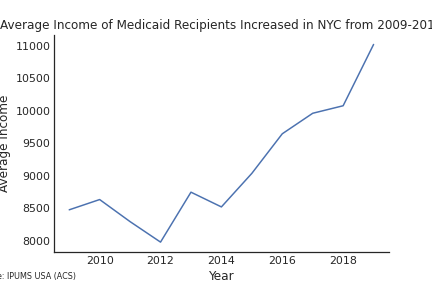 Average Income of Medicaid Recipients Increased in NYC from 2009-201
11000
10500
10000
9500
9000
8500
8000
Average Income
2010 2012 2014 2016 2018
Year
e: IPUMS USA (ACS)